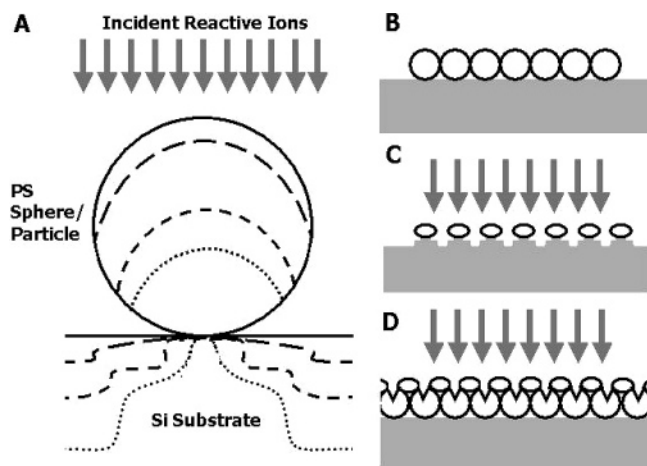 A
Incident Reactive Ions
PS
Sphere/
Particle
Si Substrate
B
C
D